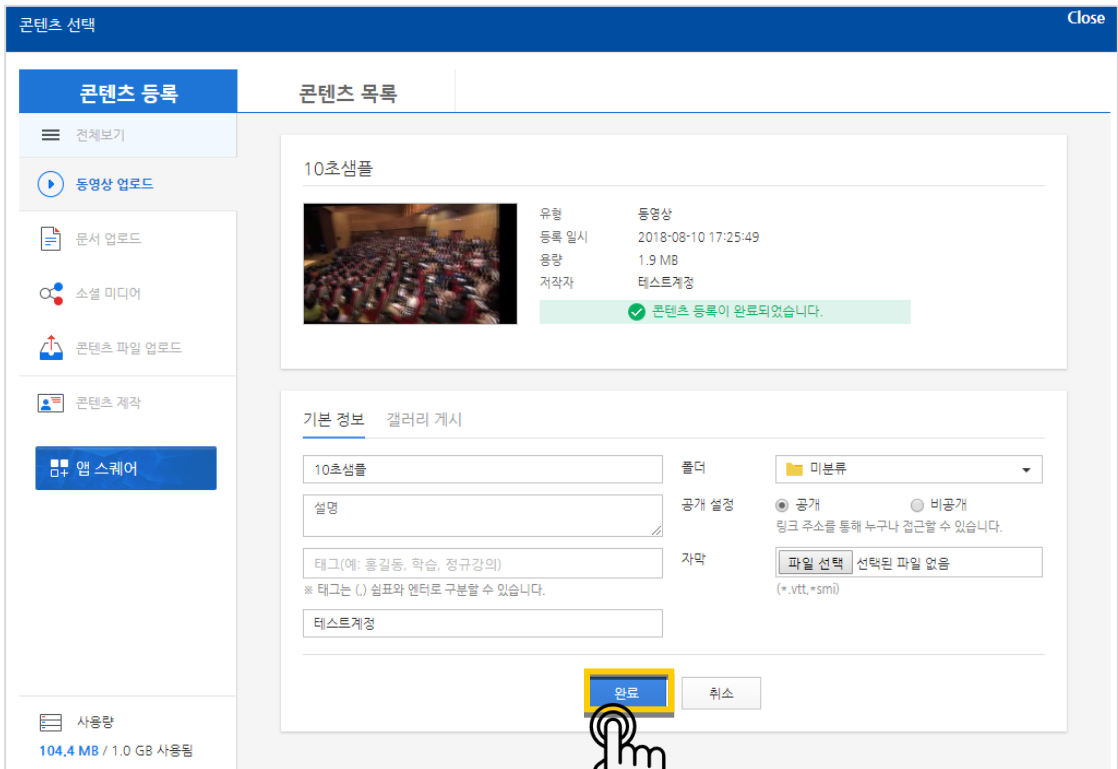 콘텐츠 선택
Close
콘텐츠 등록
콘텐츠 목록
전체보기
동영상 업로드
문서 업로드
소셜 미디어
콘텐츠 파일 업로드
콘텐츠 제작
앱 스퀘어
사용량
104.4 MB / 1.0 GB 사용됨
10초샘플
유형 동영상
등록 일시 2018-08-10 17:25:49
용량 1.9 MB
저작자 테스트계정
콘텐츠 등록이 완료되었습니다.
기본 정보 갤러리 게시
10초샘플
설명
태그(예: 홍길동, 학습, 정규강의)
※ 태그는 (,) 쉼표와 엔터로 구분할 수 있습니다.
테스트계정
폴더 미분류
공개 설정 공개 비공개
링크 주소를 통해 누구나 접근할 수 있습니다.
자막 파일 선택 선택된 파일 없음
(*.vtt,*smi)
완료 취소